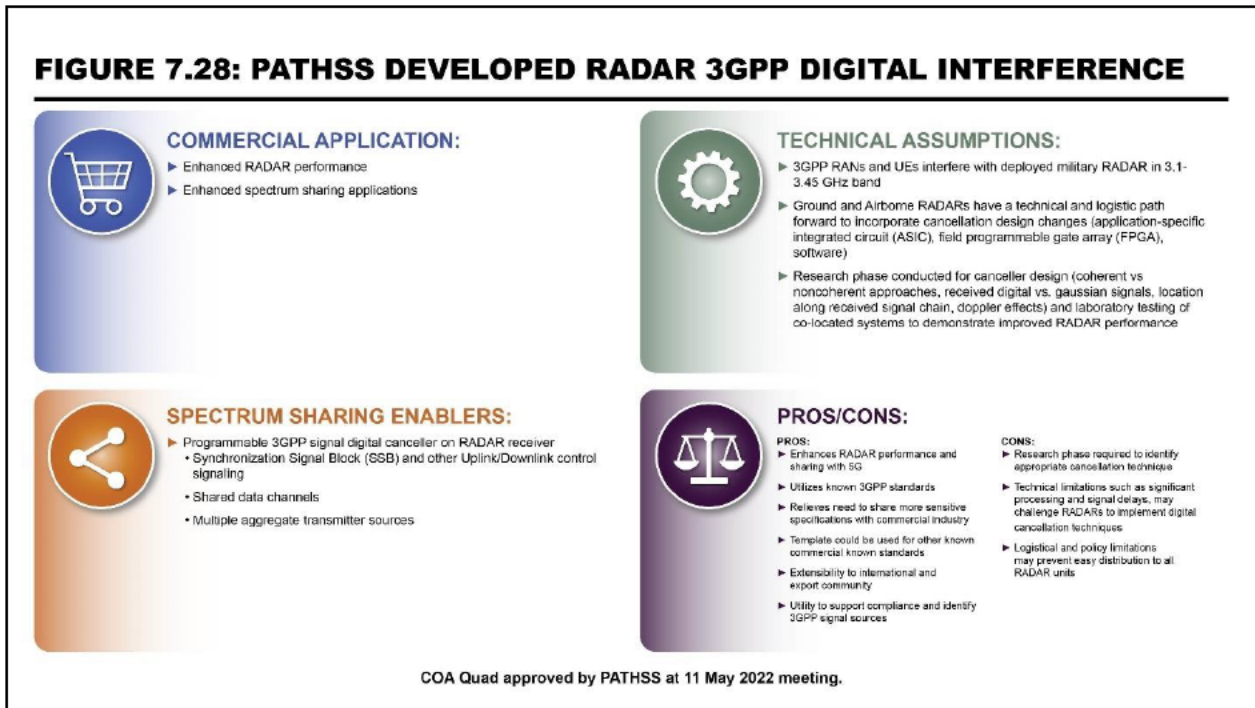 FIGURE 7.28: PATHSS DEVELOPED RADAR 3GPP DIGITAL INTERFERENCE
COMMERCIAL APPLICATION:
► Enhanced RADAR performance
► Enhanced spectrum sharing applications
TECHNICAL ASSUMPTIONS:
► 3GPP RANs and UEs interfere with deployed military RADAR in 3.1-
3.45 GHz band
► Ground and Airborne RADARs have a technical and logistic path
forward to incorporate cancellation design changes (application-specific
integrated circuit (ASIC), field programmable gate array (FPGA),
software)
► Research phase conducted for canceller design (coherent vs
noncoherent approaches, received digital vs. gaussian signals, location
along received signal chain, doppler effects) and laboratory testing of
co-located systems to demonstrate improved RADAR performance
SPECTRUM SHARING ENABLERS:
► Programmable 3GPP signal digital canceller on RADAR receiver
• Synchronization Signal Block (SSB) and other Uplink/Downlink control
signaling
• Shared data channels
• Multiple aggregate transmitter sources
PROS/CONS:
PROS:
► Enhances RADAR performance and
sharing with 5G
► Utilizes known 3GPP standards
► Relieves need to share more sensitive
specifications with commercial industry
► Template could be used for other known
commercial known standards
► Extensibility to international and
export community
► Utility to support compliance and identify
3GPP signal sources
CONS:
► Research phase required to identify
appropriate cancellation technique
► Technical limitations such as significant
processing and signal delays, may
challenge RADARs to implement digital
cancellation techniques
► Logistical and policy limitations
may prevent easy distribution to all
RADAR units
COA Quad approved by PATHSS at 11 May 2022 meeting.